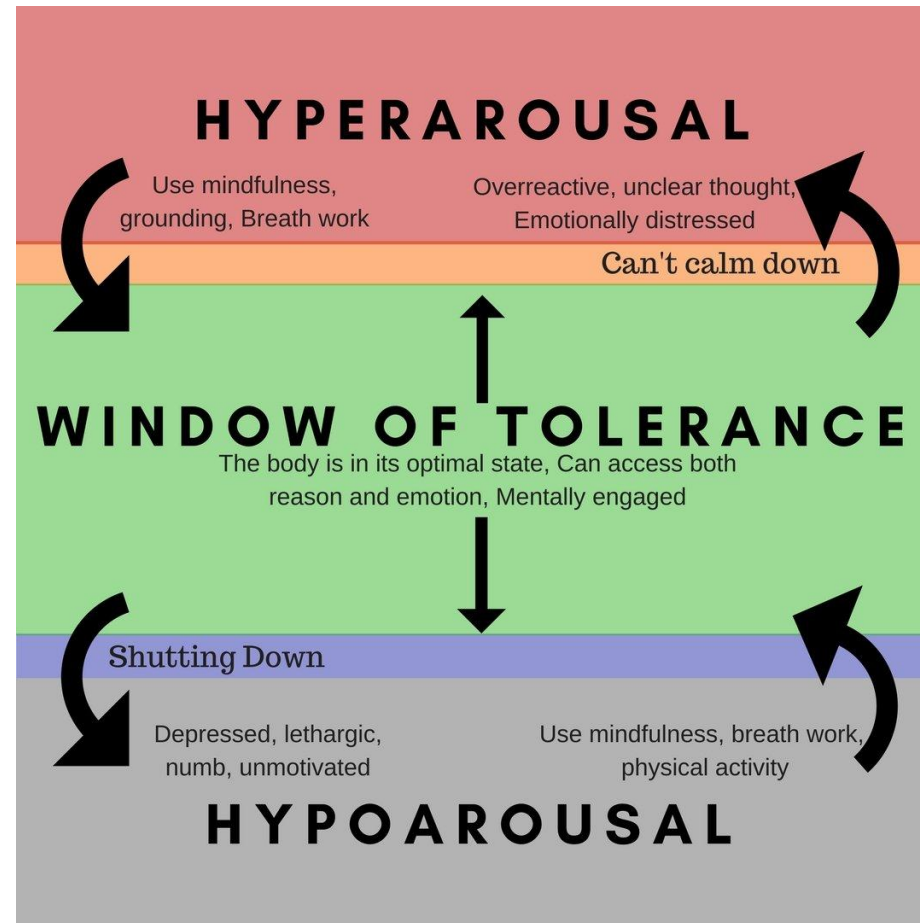 HYPERAROUSAL
Use mindfulness,
grounding, Breath work
Overreactive, unclear thought,
Emotionally distressed
Can't calm down
WINDOW OF TOLERANCE
The body is in its optimal state, Can access both
reason and emotion, Mentally engaged
Shutting Down
Depressed, lethargic,
numb, unmotivated
Use mindfulness, breath work,
physical activity
HYPOAROUSAL